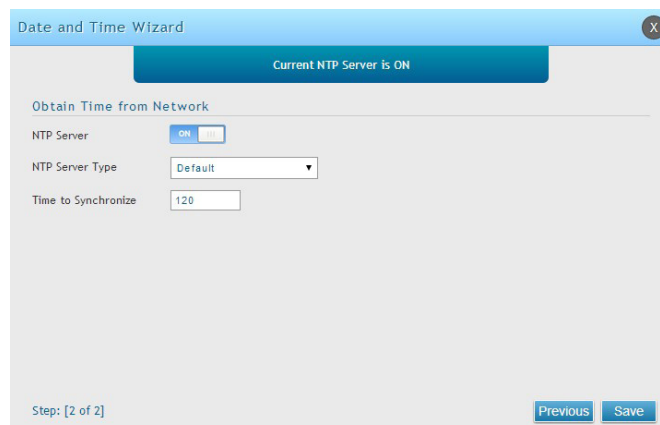 Date and Time Wizard
X
Current NTP Server is ON
Obtain Time from Network
NTP Server
ON
NTP Server Type
Default
Time to Synchronize
120
Step: [2 of 2]
Previous
Save